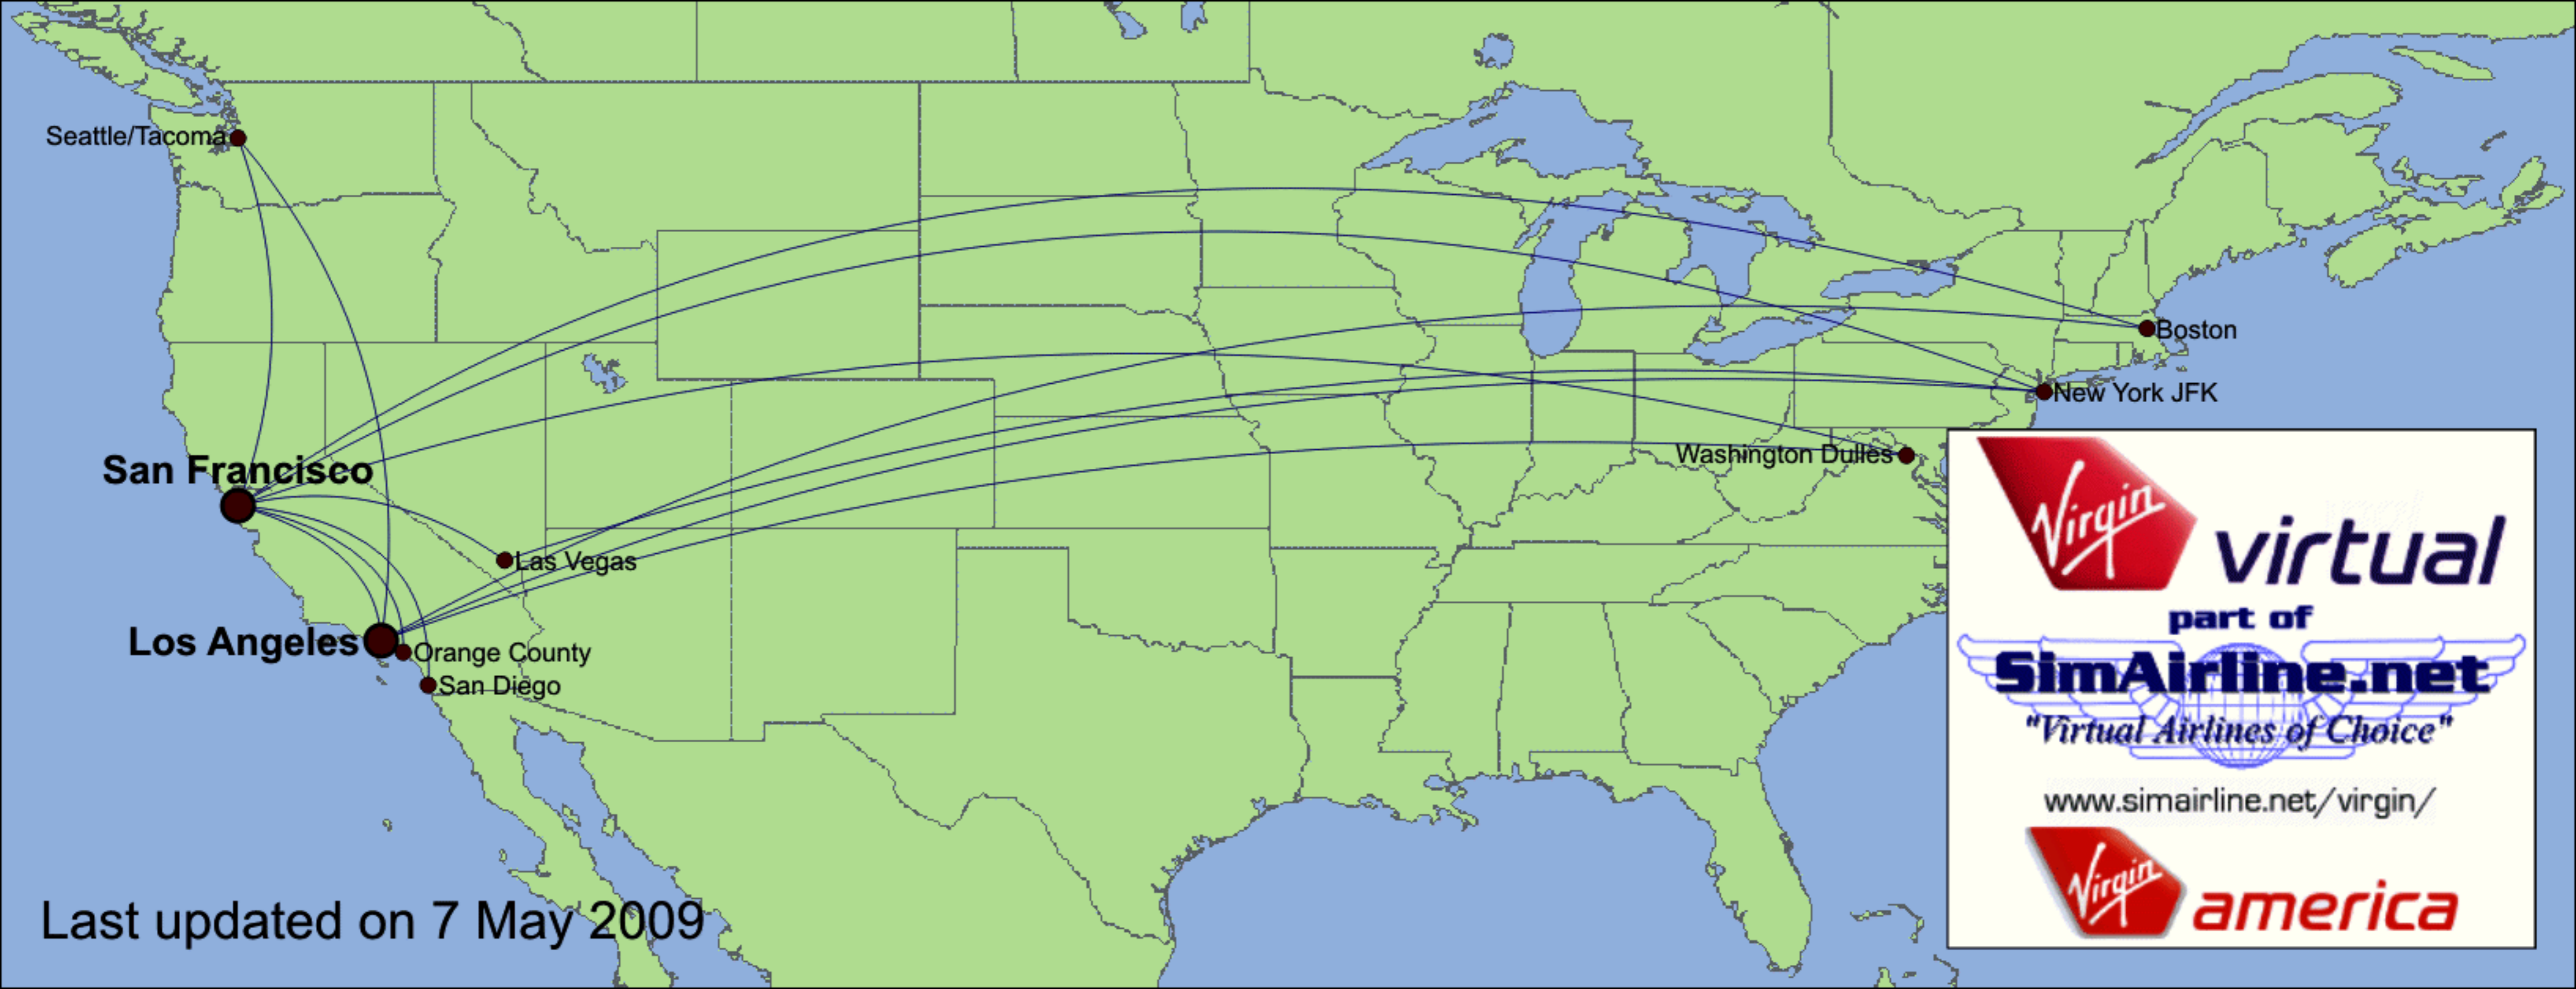 Seattle/Tacoma
Boston
New York JFK
Washington Dulles
San Francisco
Las Vegas
Los Angeles
Orange County
San Diego
Last updated on 7 May 2009
Virgin
virtual
part of
SimAirline.net
"Virtual Airlines of Choice"
www.simairline.net/virgin/
Virgin
america